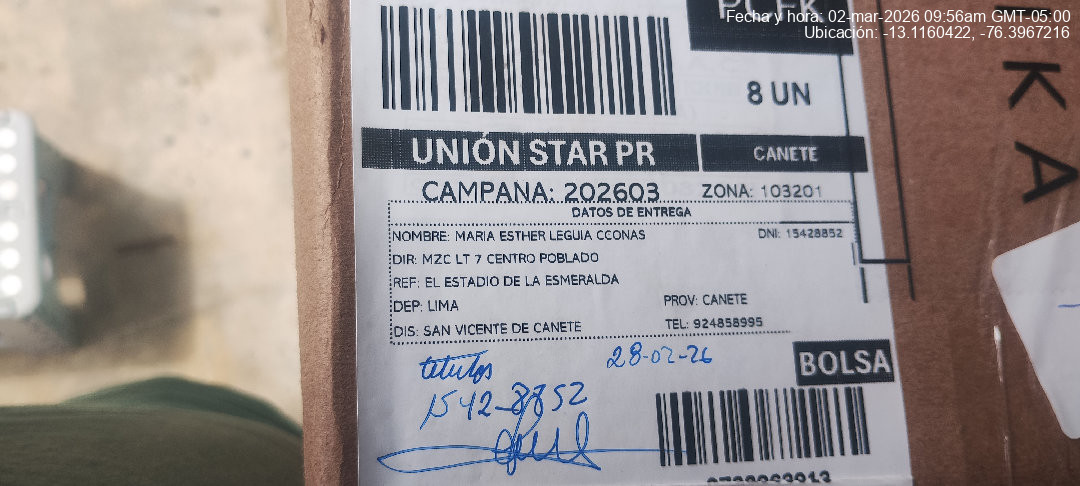 Fecha y hora: 02-mar-2026 09:56am GMT-05:00
Ubicación: -13.1160422, -76.3967216
8 UN
KA
UNIÓN STAR PR
CANETE
CAMPANA: 202603
ZONA: 103201
DATOS DE ENTREGA
NOMBRE: MARIA ESTHER LEGUIA CCONAS
DNI: 15428852
DIR: MZC LT 7 CENTRO POBLADO
REF: EL ESTADIO DE LA ESMERALDA
DEP: LIMA
PROV: CANETE
DIS: SAN VICENTE DE CANETE
TEL: 924858995
28-02-26
BOLSA
1542-8852